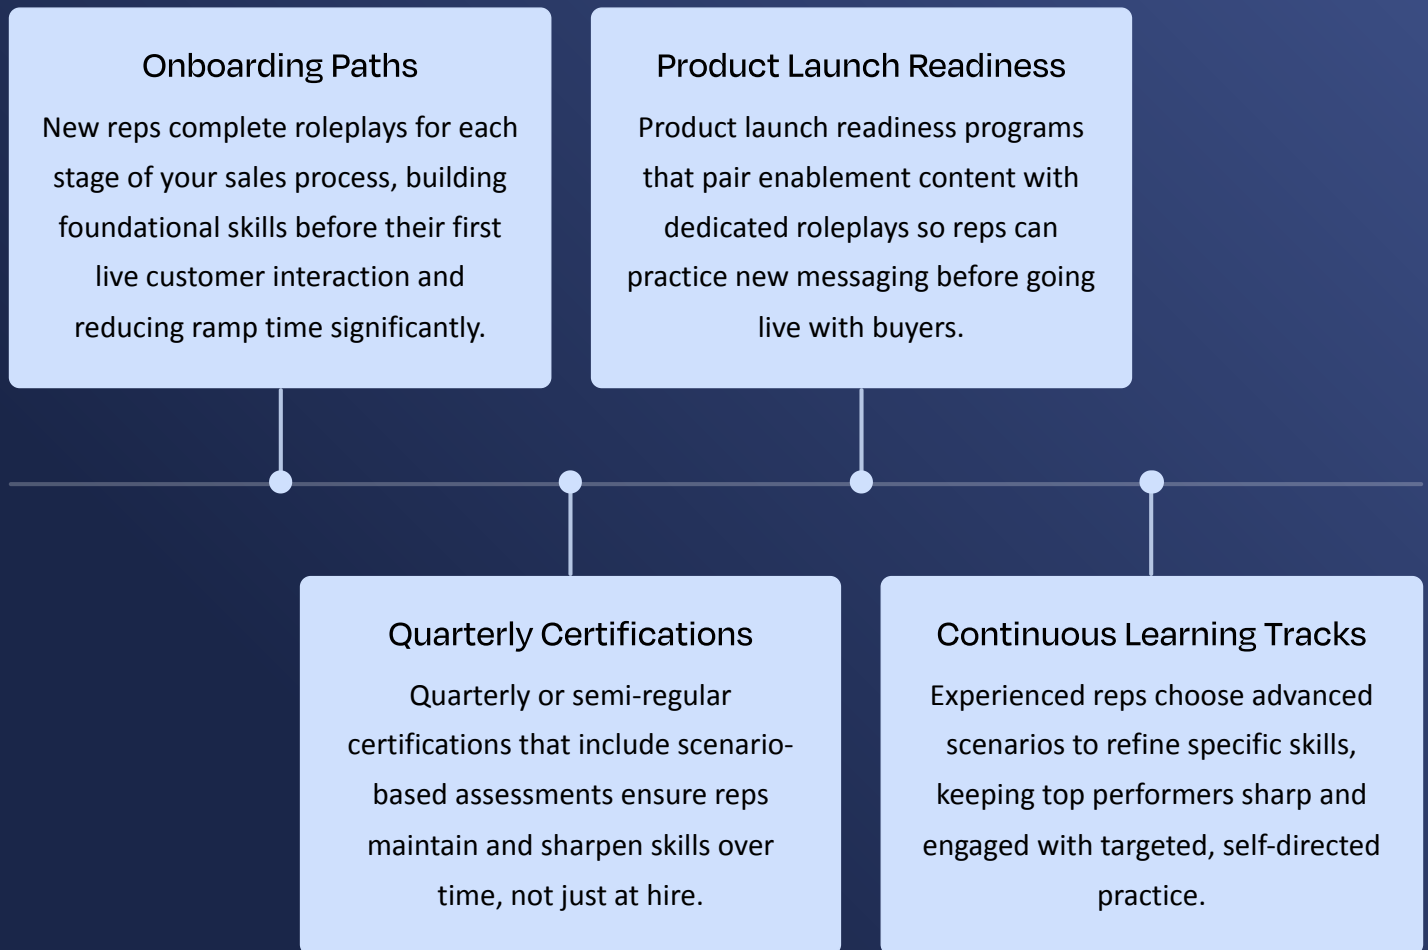 Onboarding Paths
New reps complete roleplays for each
stage of your sales process, building
foundational skills before their first
live customer interaction and
reducing ramp time significantly.
Product Launch Readiness
Product launch readiness programs
that pair enablement content with
dedicated roleplays so reps can
practice new messaging before going
live with buyers.
Quarterly Certifications
Quarterly or semi-regular
certifications that include scenario-
based assessments ensure reps
maintain and sharpen skills over
time, not just at hire.
Continuous Learning Tracks
Experienced reps choose advanced
scenarios to refine specific skills,
keeping top performers sharp and
engaged with targeted, self-directed
practice.